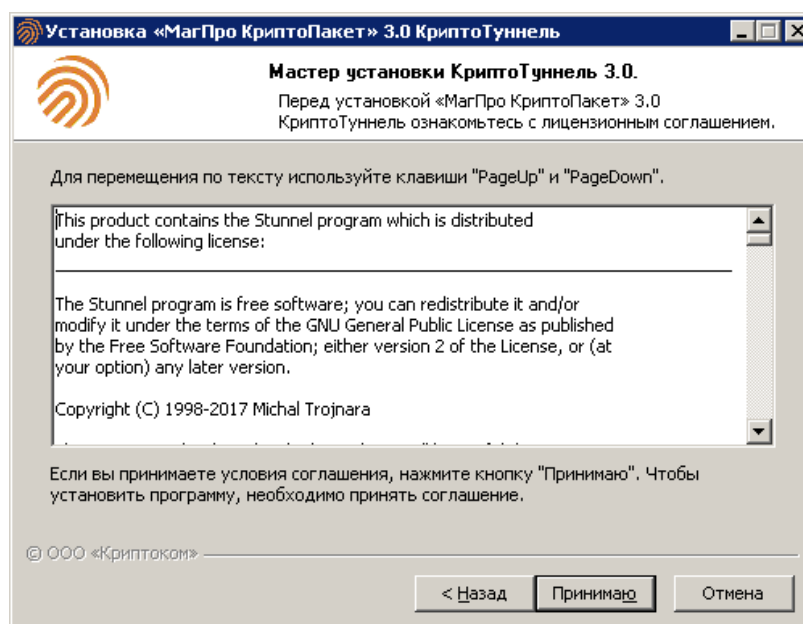 Установка «МагПро КриптоПакет» 3.0 КриптоТуннель
Мастер установки КриптоТуннель 3.0.
Перед установкой «МагПро КриптоПакет» 3.0
КриптоТуннель ознакомьтесь с лицензионным соглашением.
Для перемещения по тексту используйте клавиши "PageUp" и "PageDown".
This product contains the Stunnel program which is distributed
under the following license:
The Stunnel program is free software; you can redistribute it and/or
modify it under the terms of the GNU General Public License as published
by the Free Software Foundation; either version 2 of the License, or (at
your option) any later version.
Copyright (C) 1998-2017 Michal Trojnara
Если вы принимаете условия соглашения, нажмите кнопку "Принимаю". Чтобы
установить программу, необходимо принять соглашение.
© ООО «Криптоком»
< Назад Принимаю Отмена